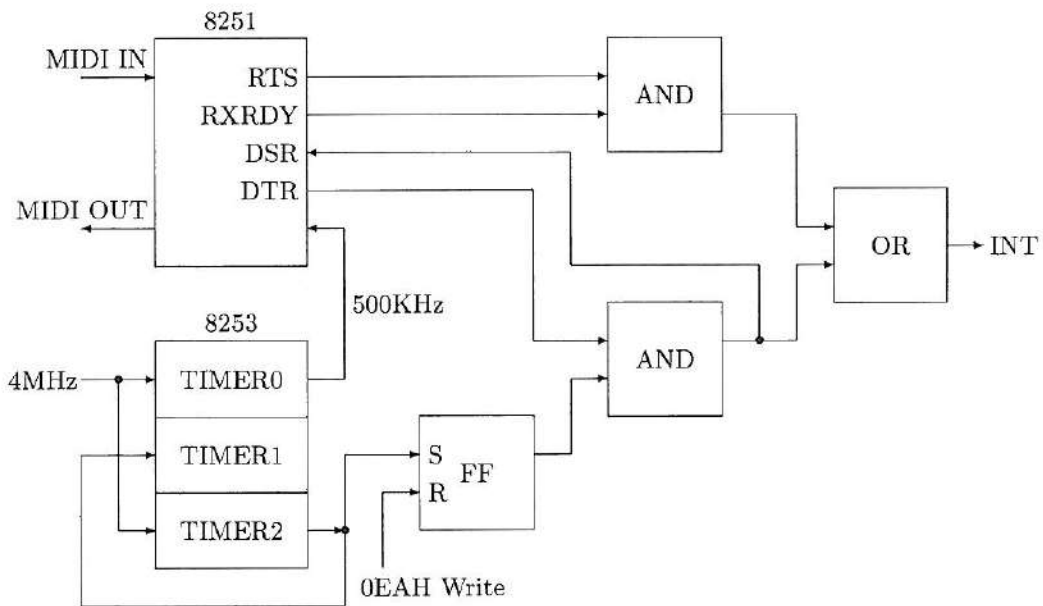 8251
MIDI IN
RTS
RXRDY
DSR
DTR
MIDI OUT
AND
OR
INT
500KHz
8253
4MHz
TIMER0
TIMER1
TIMER2
AND
S
R
FF
0EAH Write